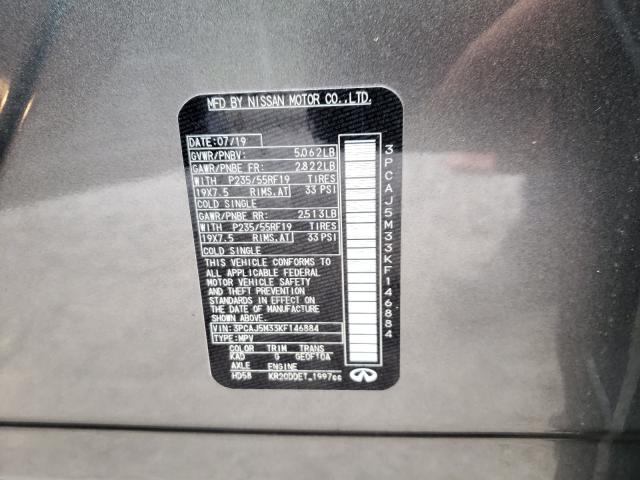 MFD BY NISSAN MOTOR CO.,LTD.
DATE:07/19
GVWR/PNBV: 5,062LB
GAWR/PNBE FR: 2,822LB
WITH P235/55RF19 TIRES
19X7.5 RIMS,AT 33 PSI
COLD SINGLE
GAWR/PNBE RR: 2,513LB
WITH P235/55RF19 TIRES
19X7.5 RIMS,AT 33 PSI
COLD SINGLE
THIS VEHICLE CONFORMS TO
ALL APPLICABLE FEDERAL
MOTOR VEHICLE SAFETY
AND THEFT PREVENTION
STANDARDS IN EFFECT ON
THE DATE OF MANUFACTURE
SHOWN ABOVE.
VIN: 3PCAJ5M33KF146884
TYPE:MPV
COLOR TRIM TRANS
KAD G GE0F10A
AXLE ENGINE
HD58 KR20DDET 1997cc
3PCAJ5M33KF146884